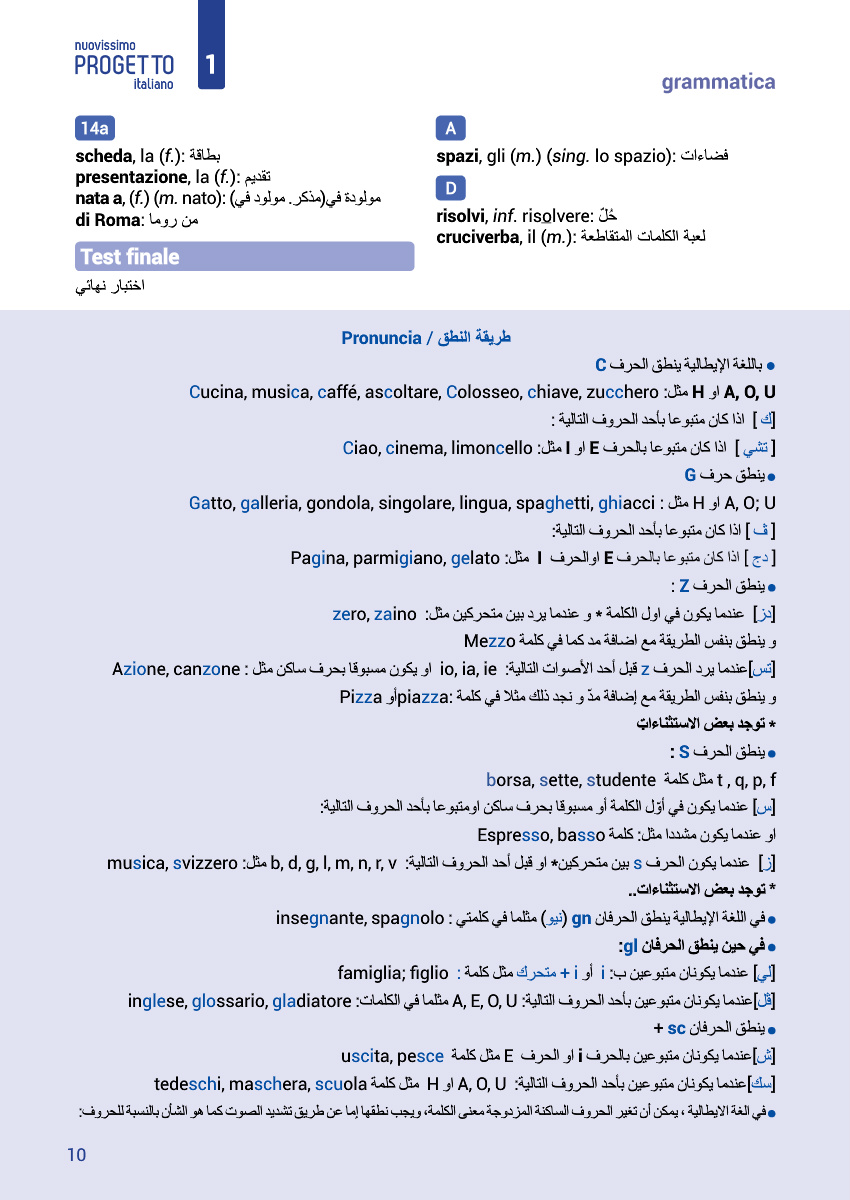 nuovissimo
PROGETTO
italiano
1
grammatica
14a
scheda, la (f.): بطاقة
presentazione, la (f.): تقديم
nata a, (f.) (m. nato): مولودة في(مذكر. مولود في)
di Roma: من روما
Test finale
اختبار نهائي
A
spazi, gli (m.) (sing. lo spazio): فضاءات
D
risolvi, inf. risolvere: حُلّ
cruciverba, il (m.): لعبة الكلمات المتقاطعة
Pronuncia / طريقة النطق
● باللغة الإيطالية ينطق الحرف C
A, O, U او H مثل: Cucina, musica, caffé, ascoltare, Colosseo, chiave, zucchero
[ك ] اذا كان متبوعا بأحد الحروف التالية :
[ تشي ] اذا كان متبوعا بالحرف E او I مثل: Ciao, cinema, limoncello
● ينطق حرف G
A, O; U او H مثل : Gatto, galleria, gondola, singolare, lingua, spaghetti, ghiacci
[ ڤ ] اذا كان متبوعا بأحد الحروف التالية:
[ دج ] اذا كان متبوعا بالحرف E اوالحرف I مثل: Pagina, parmigiano, gelato
● ينطق الحرف Z :
[دز] عندما يكون في اول الكلمة * و عندما يرد بين متحركين مثل: zero, zaino
و ينطق بنفس الطريقة مع اضافة مد كما في كلمة Mezzo
[تس]عندما يرد الحرف z قبل أحد الأصوات التالية: io, ia, ie او يكون مسبوقا بحرف ساكن مثل : Azione, canzone
و ينطق بنفس الطريقة مع إضافة مدّ و نجد ذلك مثلا في كلمة :piazzaأو Pizza
* توجد بعض الاستثناءات
● ينطق الحرف S :
t , q, p, f مثل كلمة borsa, sette, studente
[س] عندما يكون في أوّل الكلمة أو مسبوقا بحرف ساكن اومتبوعا بأحد الحروف التالية:
او عندما يكون مشددا مثل: كلمة Espresso, basso
[ز] عندما يكون الحرف s بين متحركين* او قبل أحد الحروف التالية: b, d, g, l, m, n, r, v مثل: musica, svizzero
* توجد بعض الاستثناءات..
● في اللغة الإيطالية ينطق الحرفان gn (نيو) مثلما في كلمتي : insegnante, spagnolo
● في حين ينطق الحرفان gl:
[لي] عندما يكونان متبوعين ب: i أو i + متحرك مثل كلمة : famiglia; figlio
[ڤل]عندما يكونان متبوعين بأحد الحروف التالية: A, E, O, U مثلما في الكلمات: inglese, glossario, gladiatore
● ينطق الحرفان sc +
[ش]عندما يكونان متبوعين بالحرف i او الحرف E مثل كلمة uscita, pesce
[سك]عندما يكونان متبوعين بأحد الحروف التالية: A, O, U او H مثل كلمة tedeschi, maschera, scuola
● في الغة الايطالية ، يمكن أن تغير الحروف الساكنة المزدوجة معنى الكلمة، ويجب نطقها إما عن طريق تشديد الصوت كما هو الشأن بالنسبة للحروف:
10